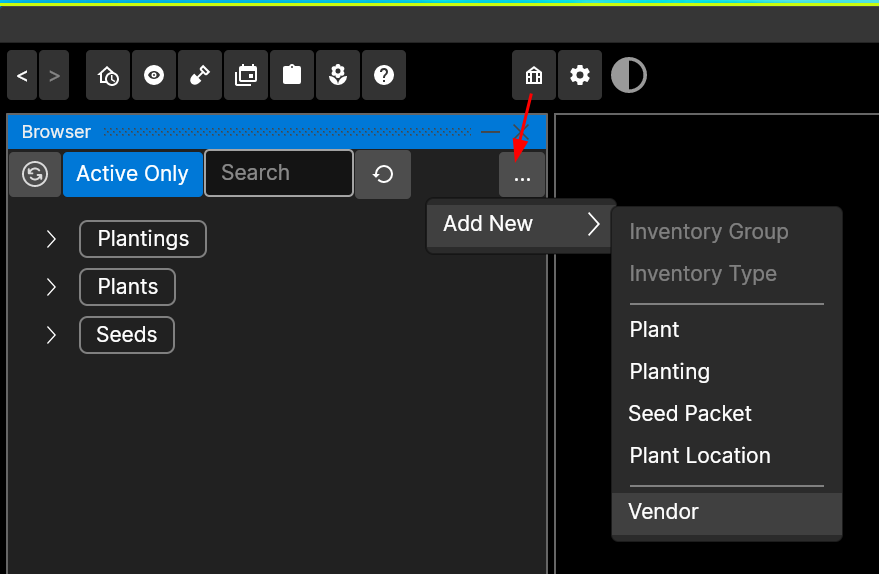 < >
Browser
Active Only
Search
...
Add New
Plantings
Plants
Seeds
Inventory Group
Inventory Type
Plant
Planting
Seed Packet
Plant Location
Vendor